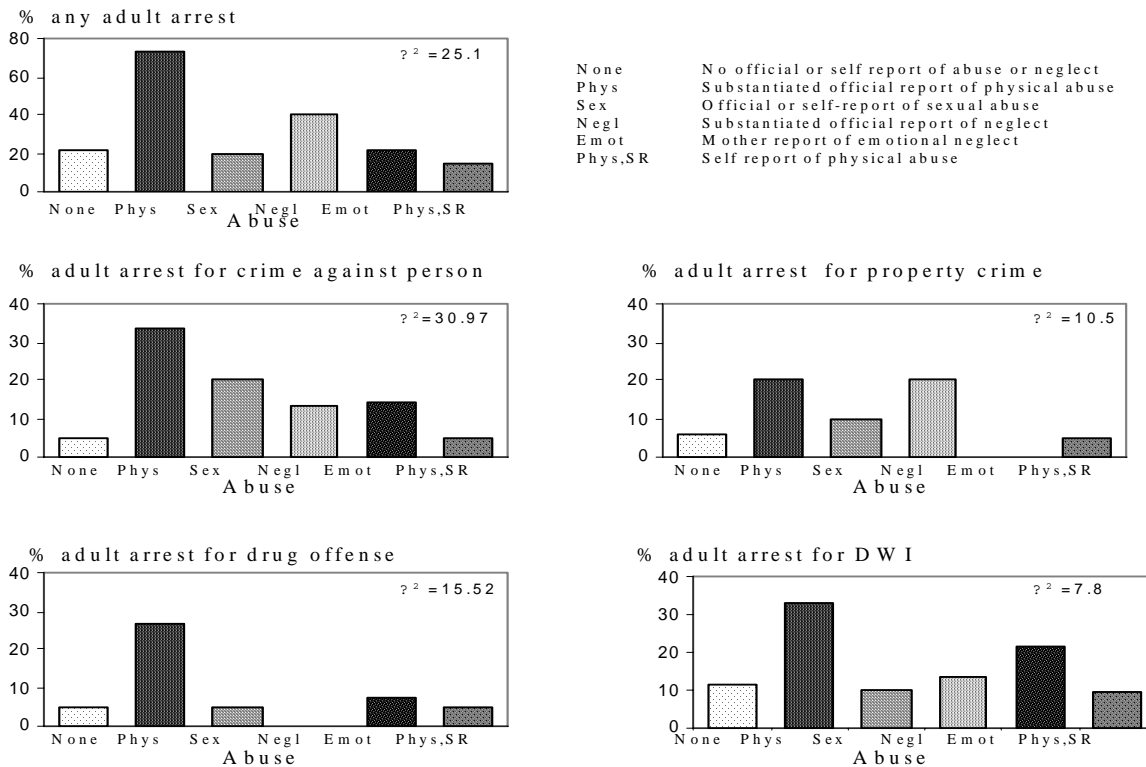 % any adult arrest
80
60
40
20
0
? ² =25.1
None Phys Sex Negl Emot Phys,SR
Abuse
None No official or self report of abuse or neglect
Phys Substantiated official report of physical abuse
Sex Official or self-report of sexual abuse
Negl Substantiated official report of neglect
Emot Mother report of emotional neglect
Phys,SR Self report of physical abuse
% adult arrest for crime against person
40
30
20
10
0
? ²=30.97
None Phys Sex Negl Emot Phys,SR
Abuse
% adult arrest for property crime
40
30
20
10
0
? ² =10.5
None Phys Sex Negl Emot Phys,SR
Abuse
% adult arrest for drug offense
40
30
20
10
0
? ² =15.52
None Phys Sex Negl Emot Phys,SR
Abuse
% adult arrest for DWI
40
30
20
10
0
? ² =7.8
None Phys Sex Negl Emot Phys,SR
Abuse